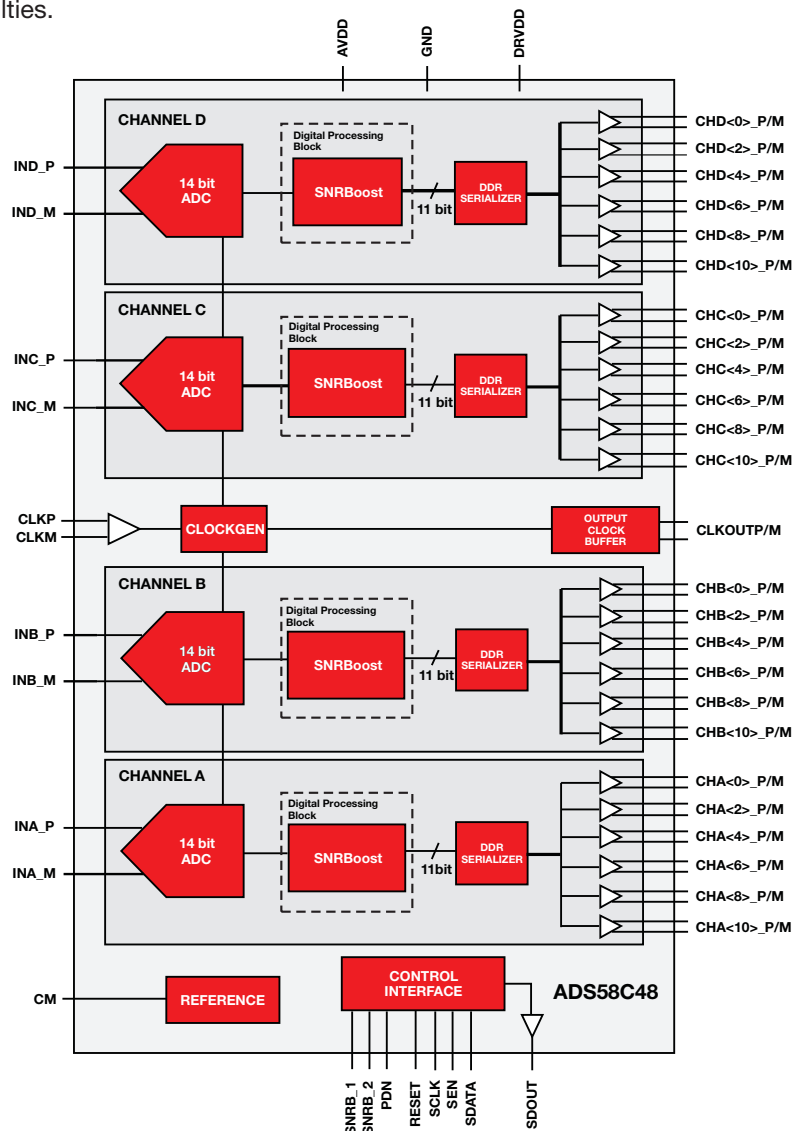 lties.
AVDD
GND
DRVDD
CHANNEL D
IND_P
IND_M
14 bit
ADC
Digital Processing
Block
SNRBoost
11 bit
DDR
SERIALIZER
CHD<0>_P/M
CHD<2>_P/M
CHD<4>_P/M
CHD<6>_P/M
CHD<8>_P/M
CHD<10>_P/M
CHANNEL C
INC_P
INC_M
14 bit
ADC
Digital Processing
Block
SNRBoost
11 bit
DDR
SERIALIZER
CHC<0>_P/M
CHC<2>_P/M
CHC<4>_P/M
CHC<6>_P/M
CHC<8>_P/M
CHC<10>_P/M
CLKP
CLKM
CLOCKGEN
OUTPUT
CLOCK
BUFFER
CLKOUTP/M
CHANNEL B
INB_P
INB_M
14 bit
ADC
Digital Processing
Block
SNRBoost
11 bit
DDR
SERIALIZER
CHB<0>_P/M
CHB<2>_P/M
CHB<4>_P/M
CHB<6>_P/M
CHB<8>_P/M
CHB<10>_P/M
CHANNEL A
INA_P
INA_M
14 bit
ADC
Digital Processing
Block
SNRBoost
11bit
DDR
SERIALIZER
CHA<0>_P/M
CHA<2>_P/M
CHA<4>_P/M
CHA<6>_P/M
CHA<8>_P/M
CHA<10>_P/M
CM
REFERENCE
CONTROL
INTERFACE
ADS58C48
SNRB_1
SNRB_2
PDN
RESET
SCLK
SEN
SDATA
SDOUT